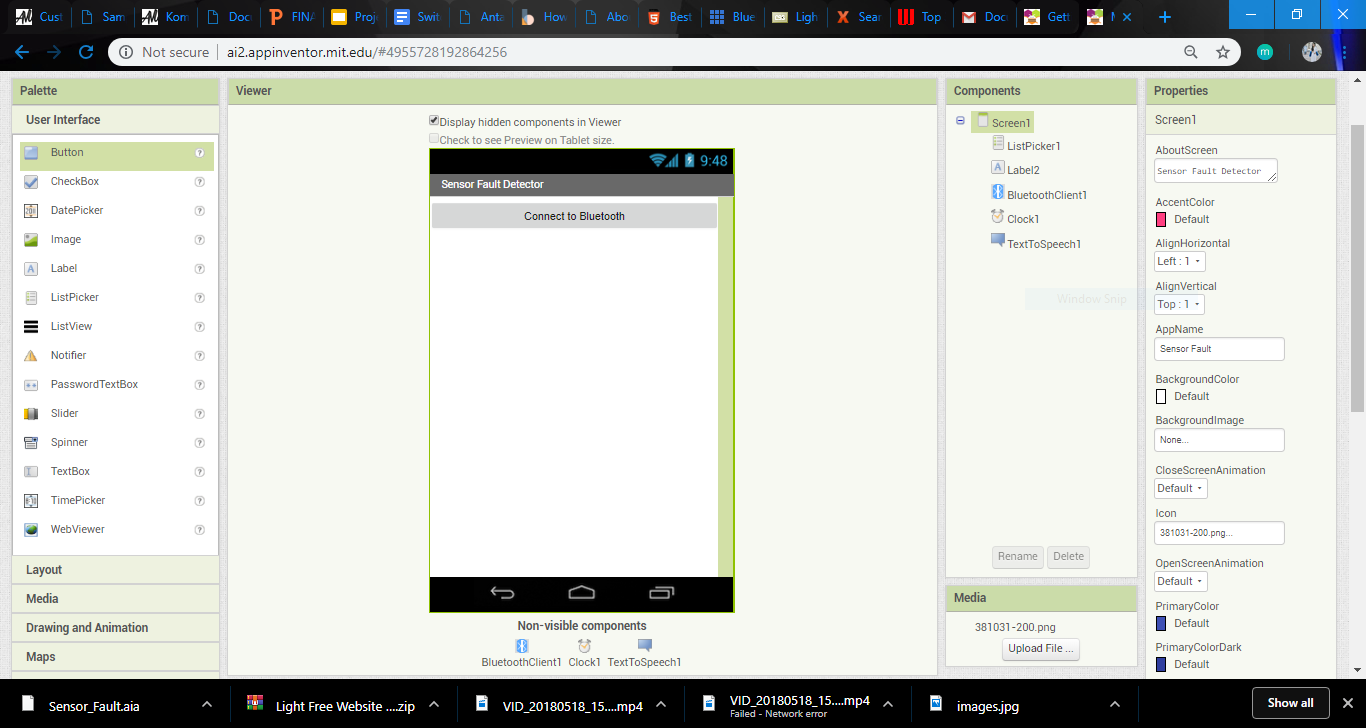 Cust
Sam
Kom
Doc
FINA
Proj
Swit
Anta
How
Abo
Best
Blue
Ligh
Sear
Top
Doc
Gett
Not secure
ai2.appinventor.mit.edu/#4955728192864256
m
Palette
User Interface
Button
CheckBox
DatePicker
Image
Label
ListPicker
ListView
Notifier
PasswordTextBox
Slider
Spinner
TextBox
TimePicker
WebViewer
Layout
Media
Drawing and Animation
Maps
Viewer
Display hidden components in Viewer
Check to see Preview on Tablet size.
9:48
Sensor Fault Detector
Connect to Bluetooth
Non-visible components
BluetoothClient1 Clock1 TextToSpeech1
Components
Screen1
ListPicker1
Label2
BluetoothClient1
Clock1
TextToSpeech1
Window Snip
Rename Delete
Media
381031-200.png
Upload File ...
Properties
Screen1
AboutScreen
Sensor Fault Detector
AccentColor
Default
AlignHorizontal
Left : 1
AlignVertical
Top : 1
AppName
Sensor Fault
BackgroundColor
Default
BackgroundImage
None...
CloseScreenAnimation
Default
Icon
381031-200.png...
OpenScreenAnimation
Default
PrimaryColor
Default
PrimaryColorDark
Default
Sensor_Fault.aia
Light Free Website ....zip
VID_20180518_15....mp4
VID_20180518_15....mp4
Failed - Network error
images.jpg
Show all